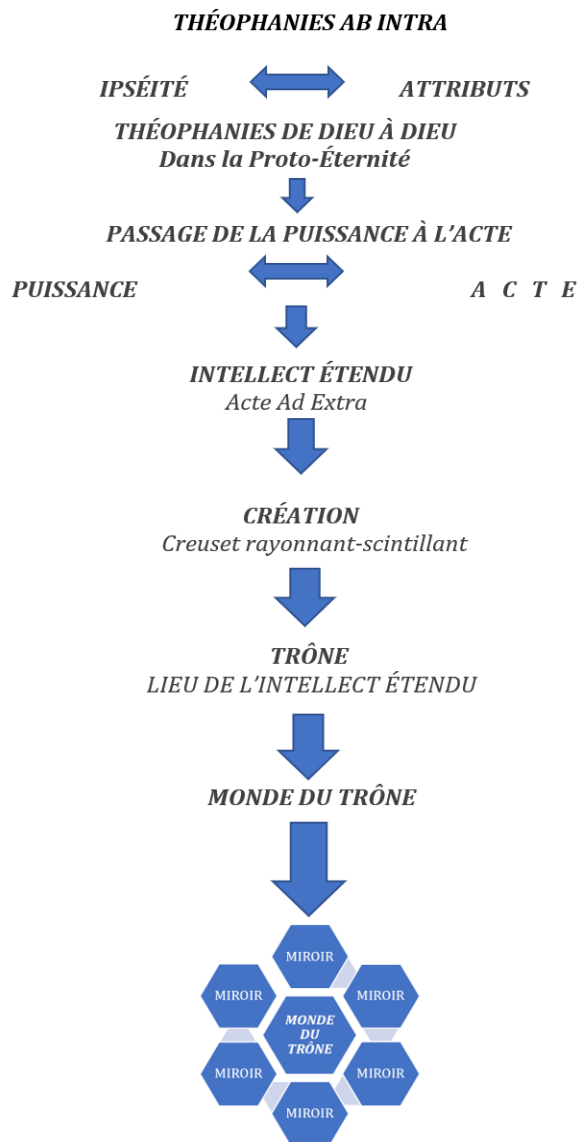 THÉOPHANIES AB INTRA
IPSÉITÉ ATTRIBUTS
THÉOPHANIES DE DIEU À DIEU
Dans la Proto-Éternité
PASSAGE DE LA PUISSANCE À L’ACTE
PUISSANCE A C T E
INTELLECT ÉTENDU
Acte Ad Extra
CRÉATION
Creuset rayonnant-scintillant
TRÔNE
LIEU DE L’INTELLECT ÉTENDU
MONDE DU TRÔNE
MIROIR
MIROIR
MIROIR
MONDE
DU
TRÔNE
MIROIR
MIROIR
MIROIR